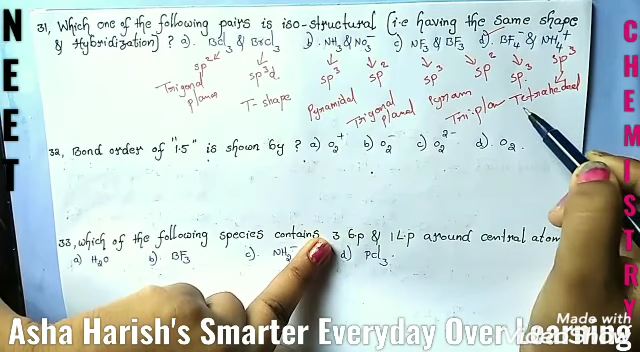 31, Which one of the following pairs is iso-structural (i.e having the same shape
& Hybridization) ? a). BCl3 & BrCl3 b). NH3 & NO3⁻ c) NF3 & BF3 d). BF4⁻ & NH4⁺
sp² sp³d sp³ sp² sp³ sp² sp³ sp³
Trigonal planar T-shape Pyramidal Trigonal planar Pyram Tri.plan Tetrahedral
32, Bond order of "1.5" is shown by ? a) O2⁺ b) O2⁻ c) O2²⁻ d). O2.
33, which of the following species contains 3 b.p & 1 L.p around central atom
a) H2O b) BF3 c). NH2⁻ d) PCl3.
NEET
CHEMISTRY
Made with
VideoShow
Asha Harish's Smarter Everyday Over Learning